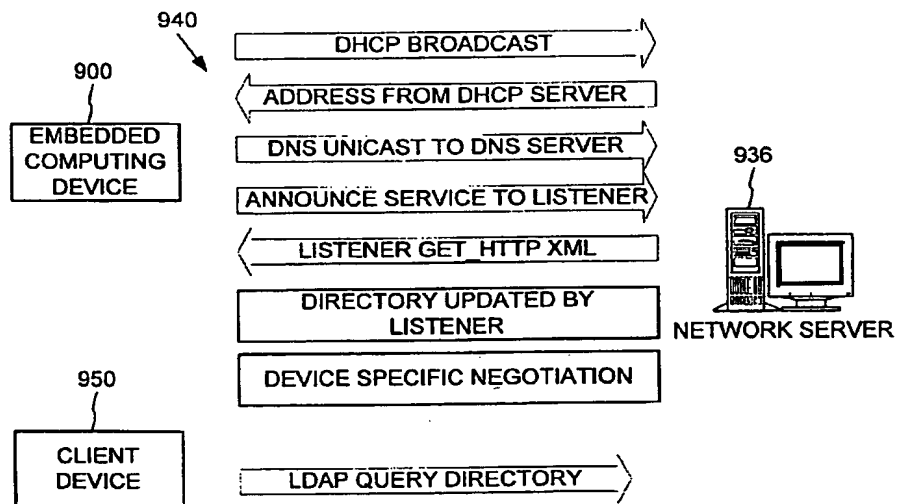 940
DHCP BROADCAST
900
ADDRESS FROM DHCP SERVER
EMBEDDED
COMPUTING
DEVICE
DNS UNICAST TO DNS SERVER
936
ANNOUNCE SERVICE TO LISTENER
LISTENER GET_HTTP XML
DIRECTORY UPDATED BY
LISTENER
NETWORK SERVER
DEVICE SPECIFIC NEGOTIATION
950
CLIENT
DEVICE
LDAP QUERY DIRECTORY